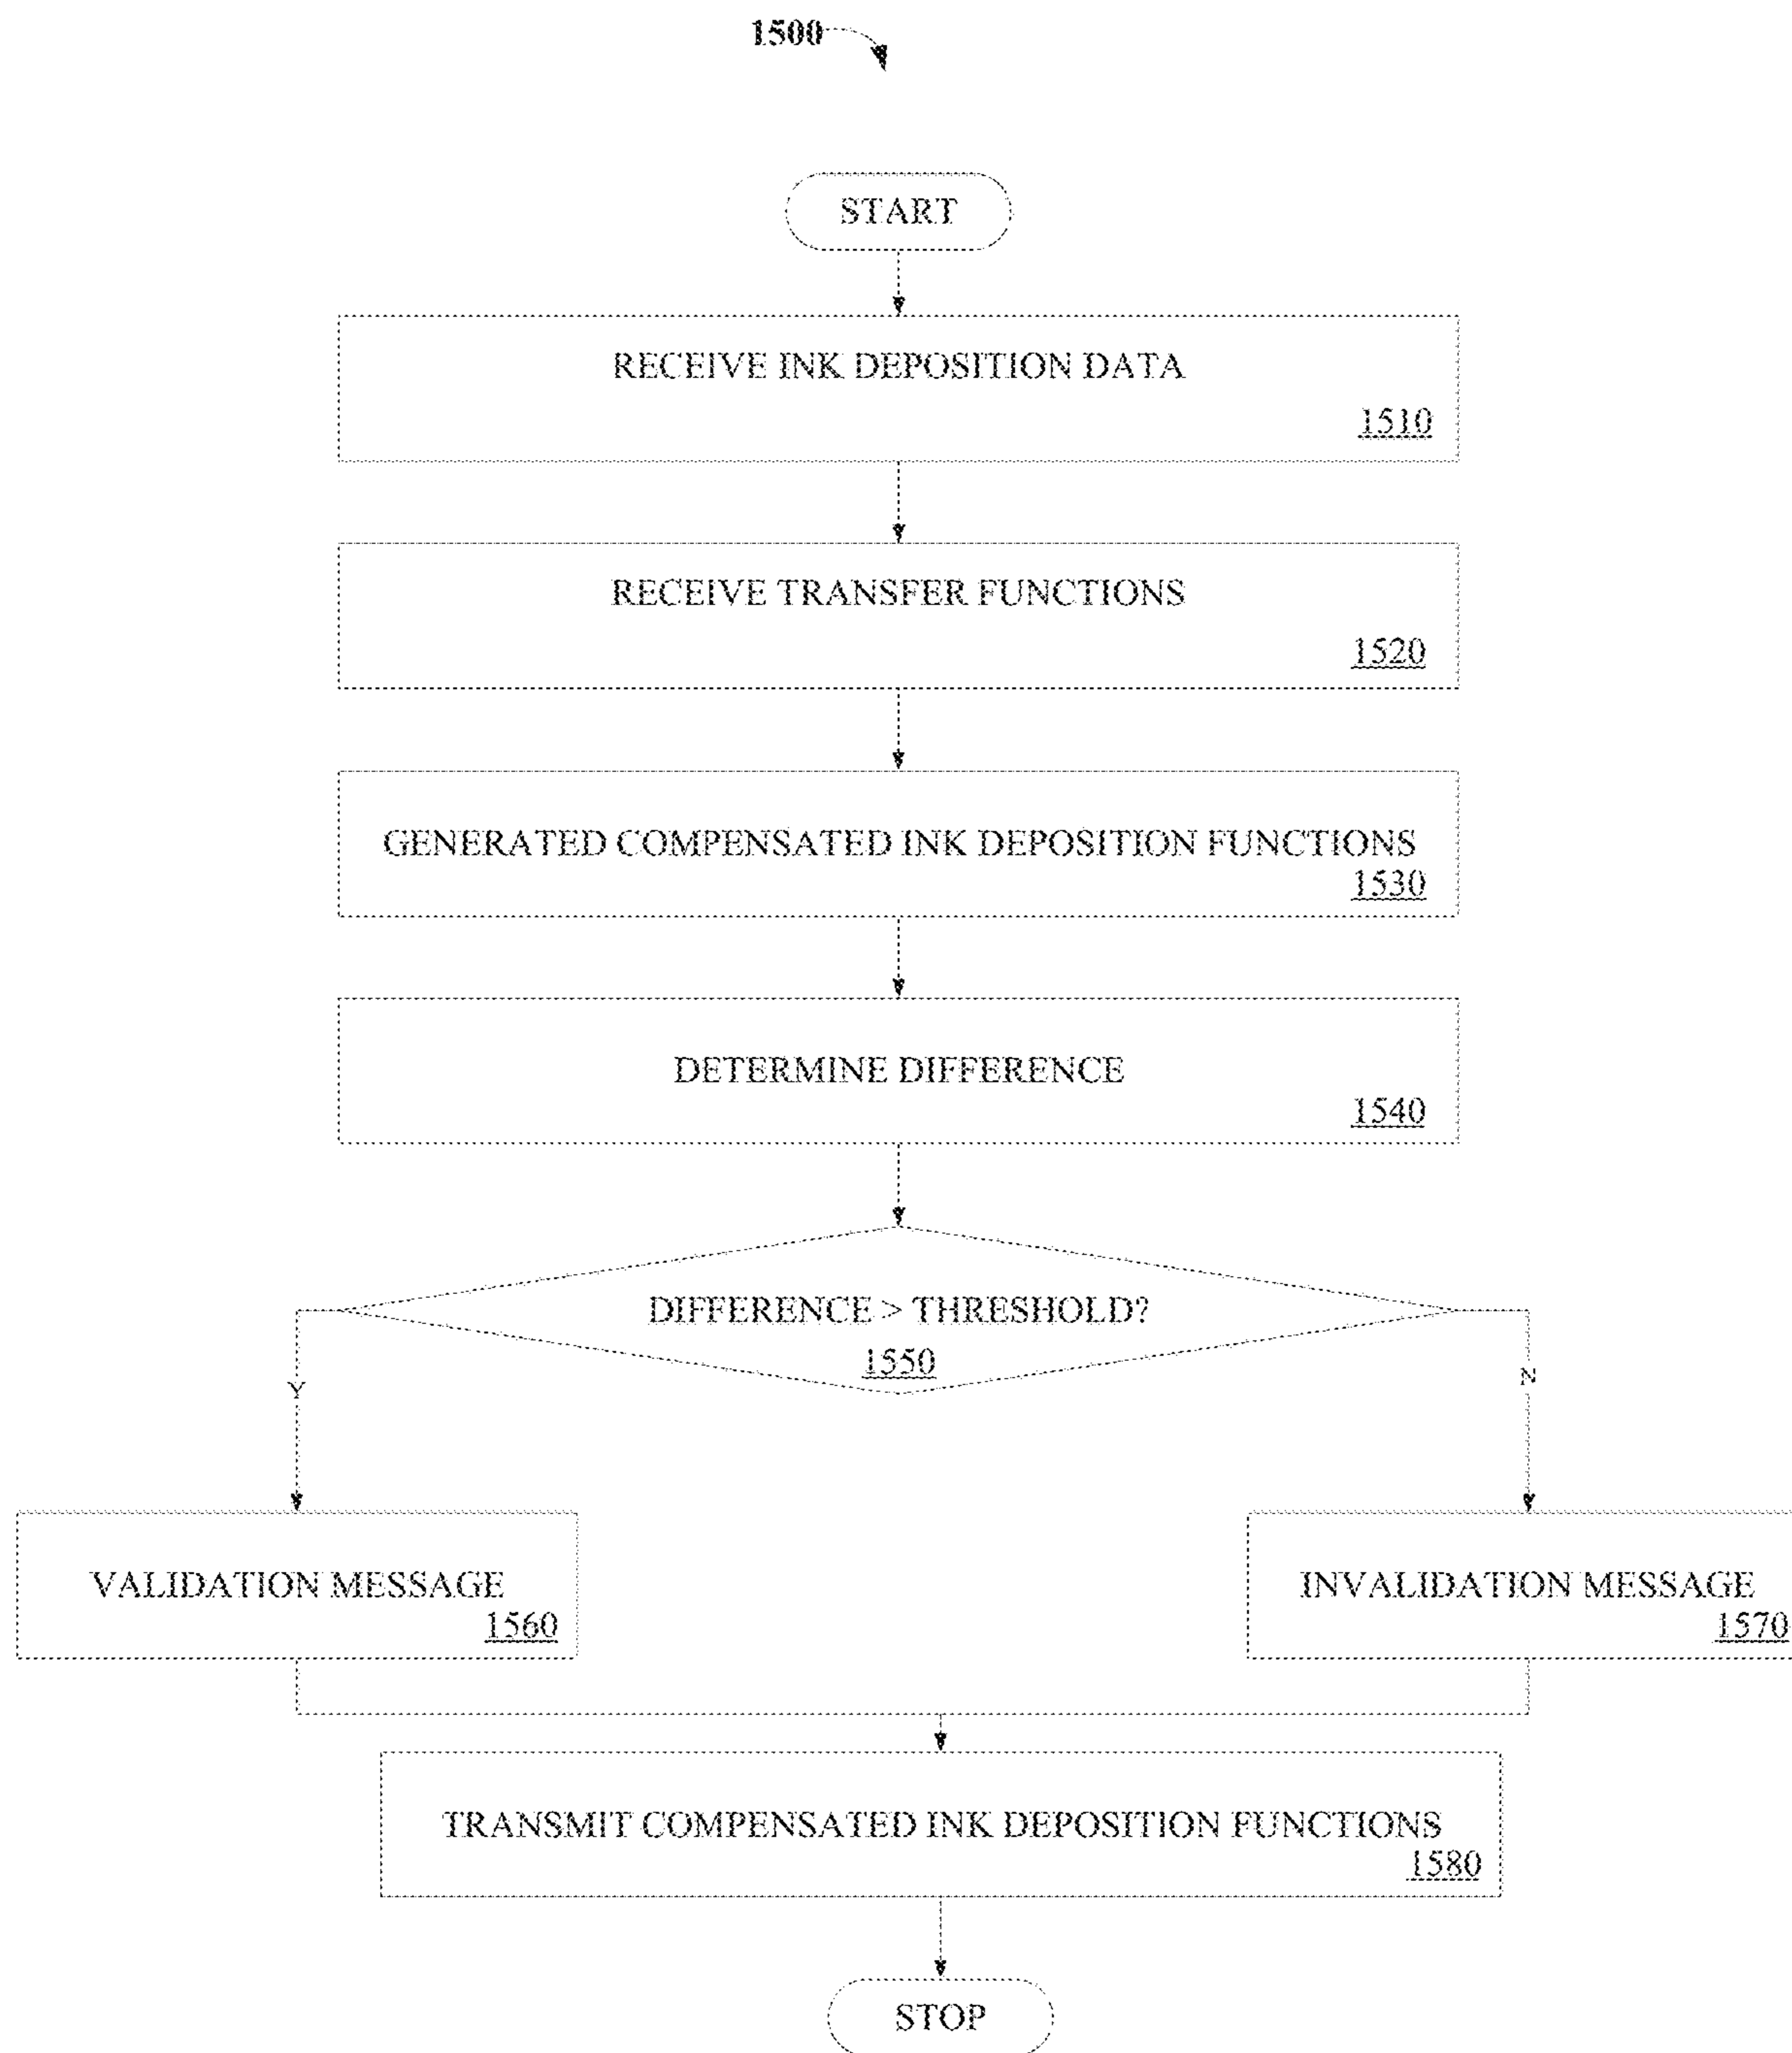 1500
START
RECEIVE INK DEPOSITION DATA
1510
RECEIVE TRANSFER FUNCTIONS
1520
GENERATED COMPENSATED INK DEPOSITION FUNCTIONS
1530
DETERMINE DIFFERENCE
1540
DIFFERENCE > THRESHOLD?
1550
Y
N
VALIDATION MESSAGE
1560
INVALIDATION MESSAGE
1570
TRANSMIT COMPENSATED INK DEPOSITION FUNCTIONS
1580
STOP